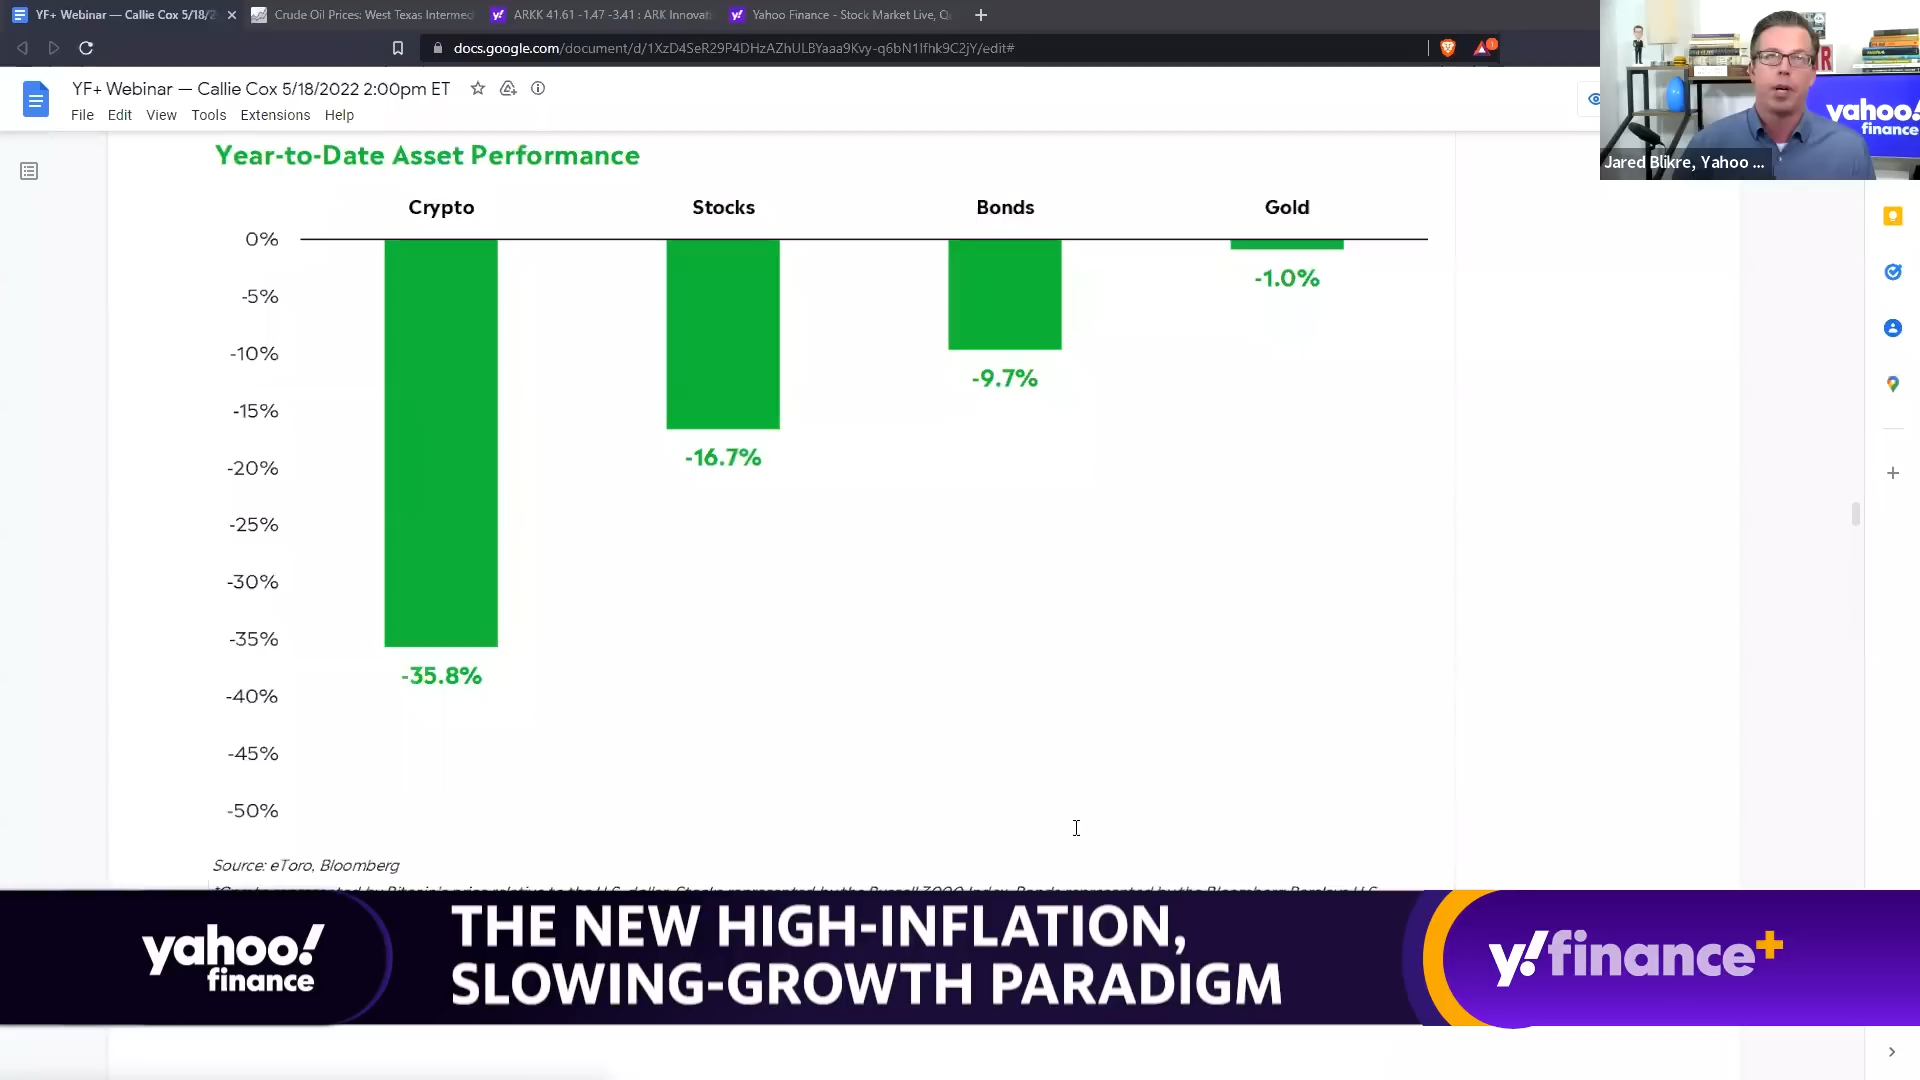 YF+ Webinar — Callie Cox 5/18/2
Crude Oil Prices: West Texas Intermed
ARKK 41.61 -1.47 -3.41 : ARK Innovat
Yahoo Finance - Stock Market Live, Q
docs.google.com/document/d/1XzD4SeR29P4DHzAZhULBYaaa9Kvy-q6bN1Ifhk9C2jY/edit#
YF+ Webinar — Callie Cox 5/18/2022 2:00pm ET
File Edit View Tools Extensions Help
yahoo!
finance
Jared Blikre, Yahoo ...
Year-to-Date Asset Performance
Crypto Stocks Bonds Gold
0%
-5%
-10%
-15%
-20%
-25%
-30%
-35%
-40%
-45%
-50%
-35.8%
-16.7%
-9.7%
-1.0%
Source: eToro, Bloomberg
yahoo!
finance
THE NEW HIGH-INFLATION,
SLOWING-GROWTH PARADIGM
y!finance+